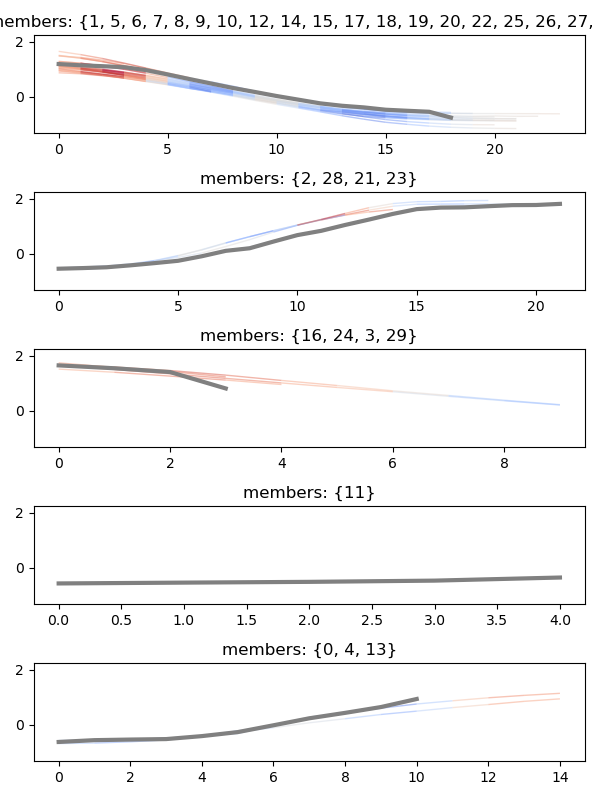 members: {1, 5, 6, 7, 8, 9, 10, 12, 14, 15, 17, 18, 19, 20, 22, 25, 26, 27,
2
0
0 5 10 15 20
members: {2, 28, 21, 23}
2
0
0 5 10 15 20
members: {16, 24, 3, 29}
2
0
0 2 4 6 8
members: {11}
2
0
0.0 0.5 1.0 1.5 2.0 2.5 3.0 3.5 4.0
members: {0, 4, 13}
2
0
0 2 4 6 8 10 12 14